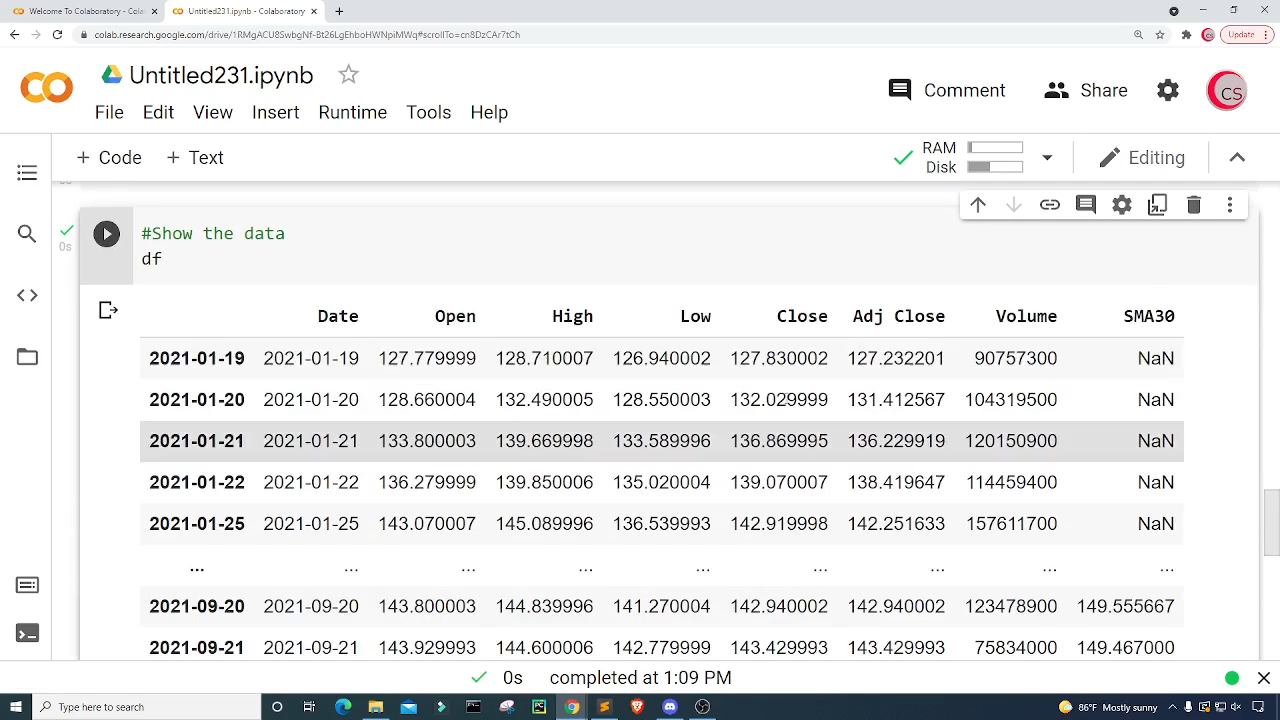 Welcome To Colaboratory - Colal
Untitled231.ipynb - Colaboratory
colab.research.google.com/drive/1RMgACU8SwbgNf-Bt26LgEhboHWNpiMWq#scrollTo=cn8DzCAr7tCh
Update
Untitled231.ipynb
Comment
Share
CS
File Edit View Insert Runtime Tools Help
+ Code + Text
RAM
Disk
Editing
0s
#Show the data
df
Date Open High Low Close Adj Close Volume SMA30
2021-01-19 2021-01-19 127.779999 128.710007 126.940002 127.830002 127.232201 90757300 NaN
2021-01-20 2021-01-20 128.660004 132.490005 128.550003 132.029999 131.412567 104319500 NaN
2021-01-21 2021-01-21 133.800003 139.669998 133.589996 136.869995 136.229919 120150900 NaN
2021-01-22 2021-01-22 136.279999 139.850006 135.020004 139.070007 138.419647 114459400 NaN
2021-01-25 2021-01-25 143.070007 145.089996 136.539993 142.919998 142.251633 157611700 NaN
... ... ... ... ... ... ... ... ...
2021-09-20 2021-09-20 143.800003 144.839996 141.270004 142.940002 142.940002 123478900 149.555667
2021-09-21 2021-09-21 143.929993 144.600006 142.779999 143.429993 143.429993 75834000 149.467000
0s completed at 1:09 PM
Type here to search
86°F Mostly sunny